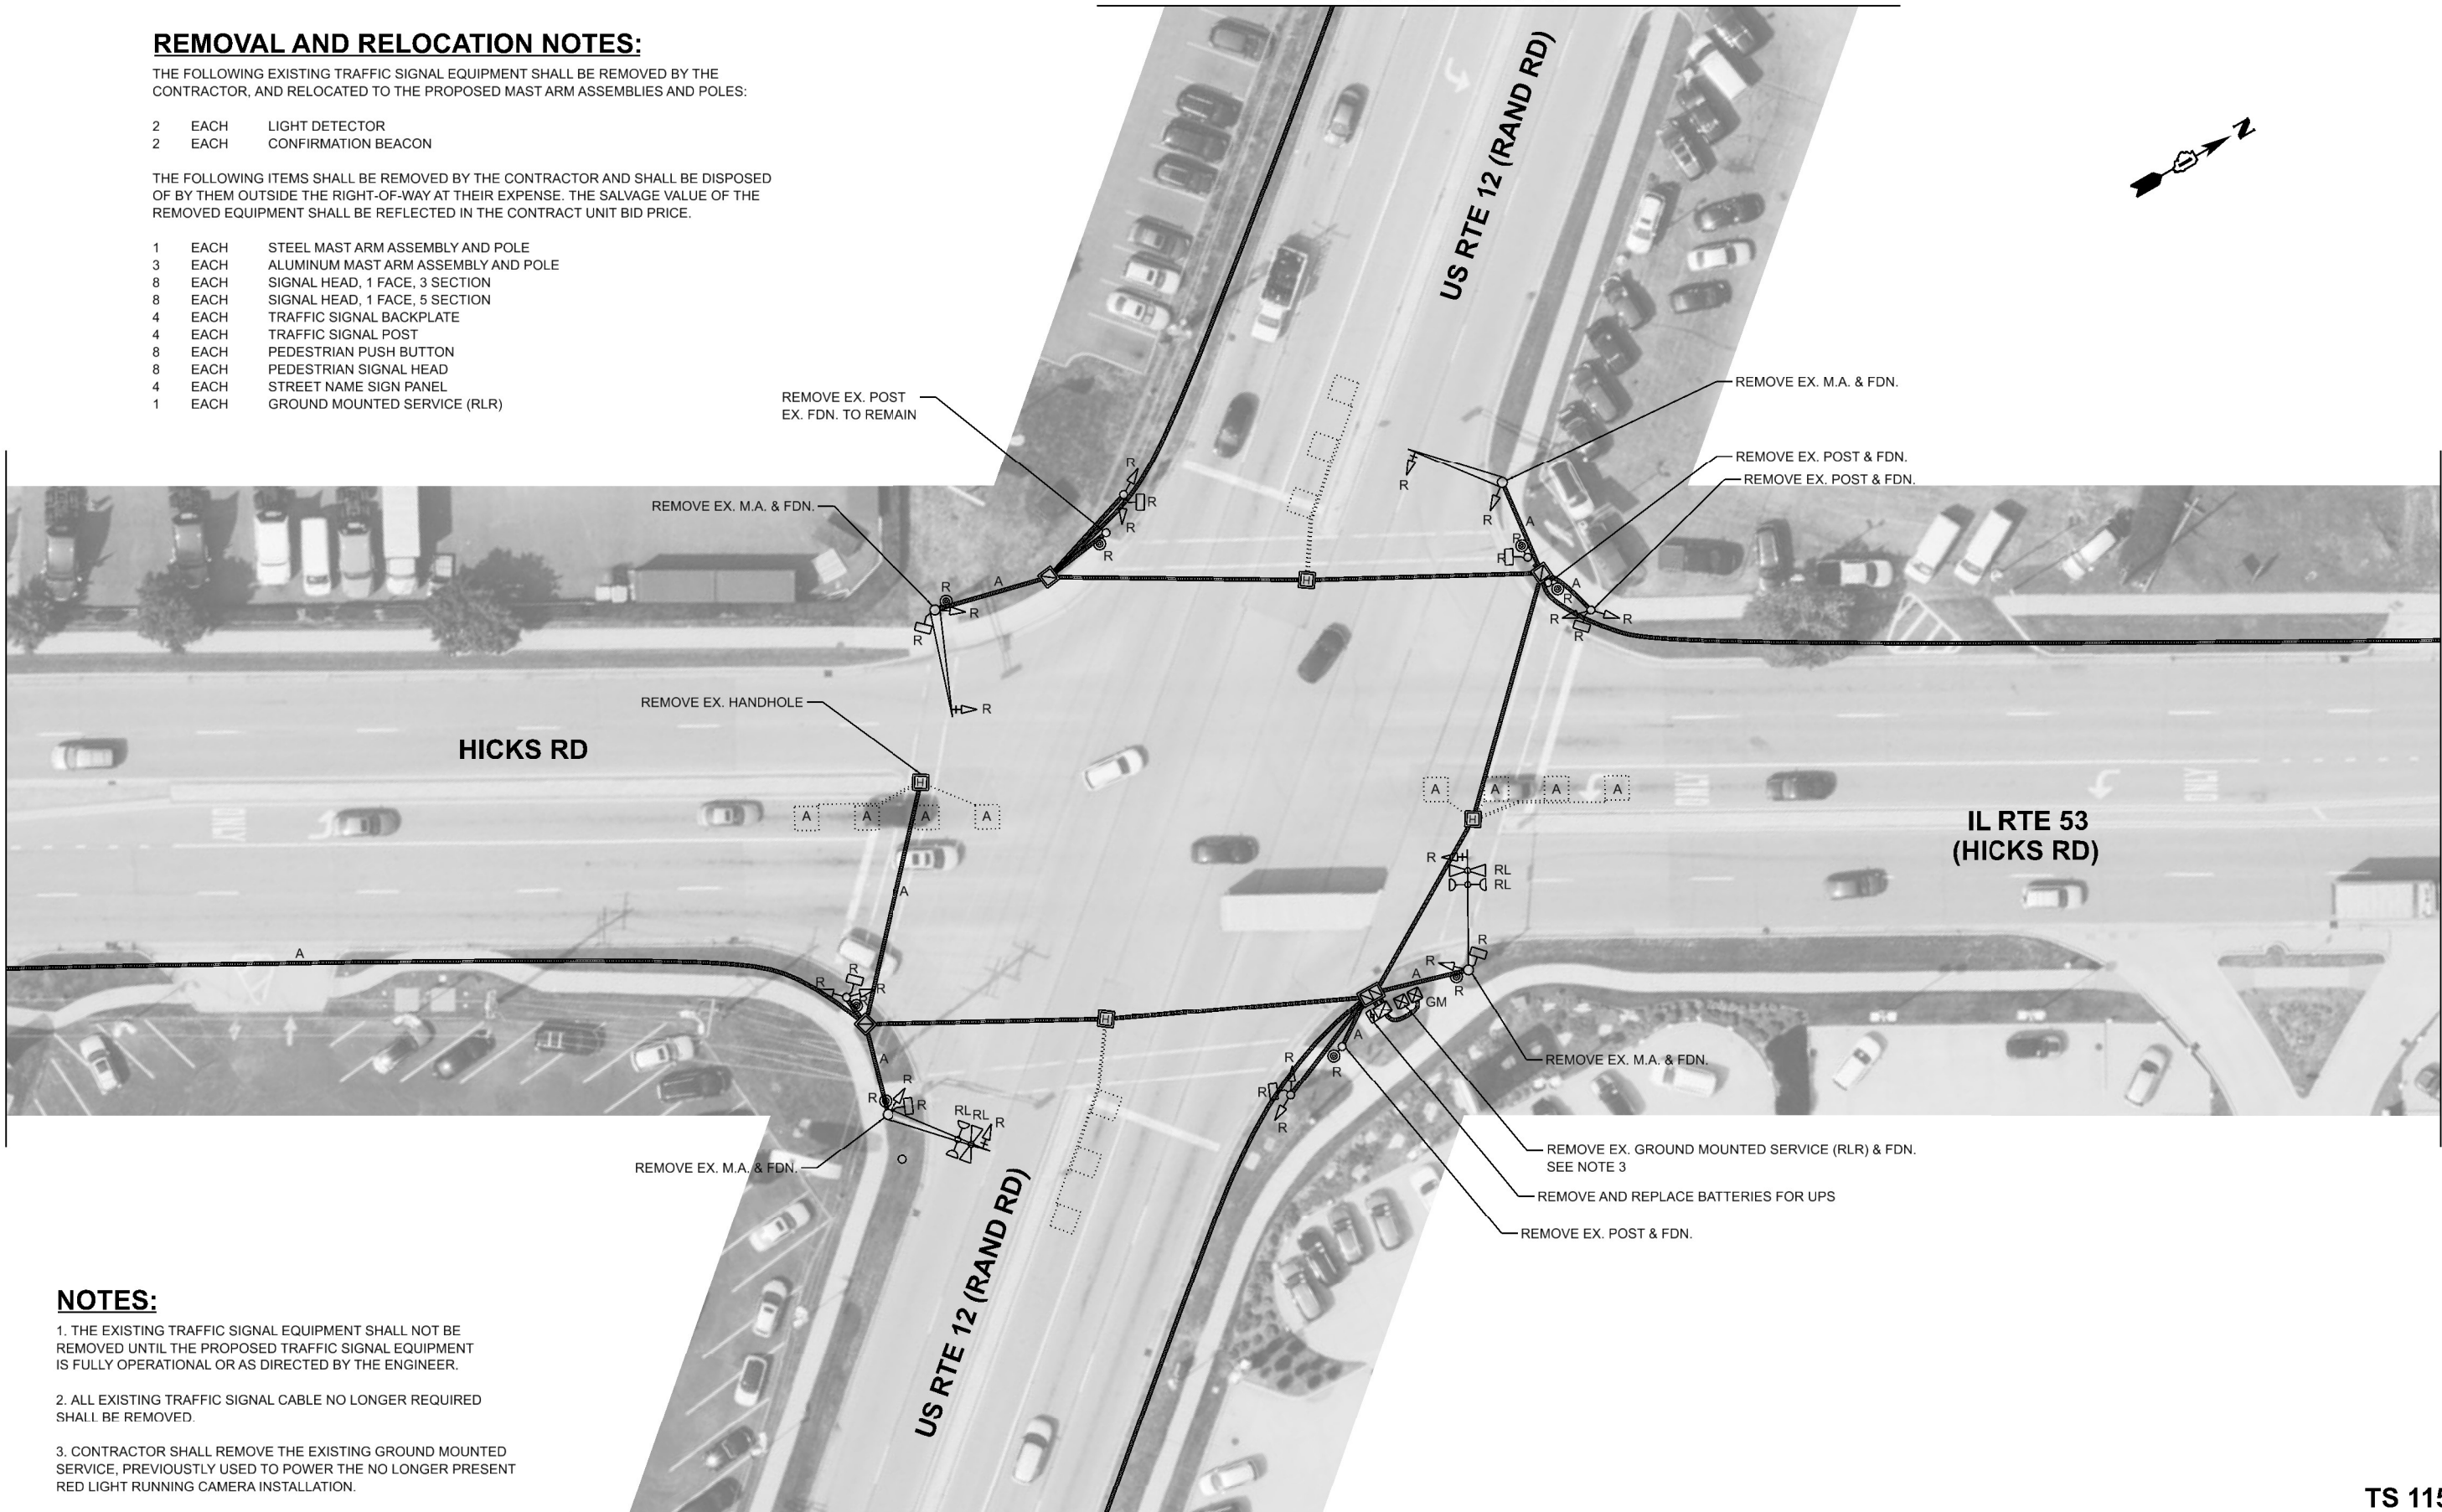 REMOVAL AND RELOCATION NOTES:
THE FOLLOWING EXISTING TRAFFIC SIGNAL EQUIPMENT SHALL BE REMOVED BY THE
CONTRACTOR, AND RELOCATED TO THE PROPOSED MAST ARM ASSEMBLIES AND POLES:
2 EACH LIGHT DETECTOR
2 EACH CONFIRMATION BEACON
THE FOLLOWING ITEMS SHALL BE REMOVED BY THE CONTRACTOR AND SHALL BE DISPOSED
OF BY THEM OUTSIDE THE RIGHT-OF-WAY AT THEIR EXPENSE. THE SALVAGE VALUE OF THE
REMOVED EQUIPMENT SHALL BE REFLECTED IN THE CONTRACT UNIT BID PRICE.
1 EACH STEEL MAST ARM ASSEMBLY AND POLE
3 EACH ALUMINUM MAST ARM ASSEMBLY AND POLE
8 EACH SIGNAL HEAD, 1 FACE, 3 SECTION
8 EACH SIGNAL HEAD, 1 FACE, 5 SECTION
4 EACH TRAFFIC SIGNAL BACKPLATE
4 EACH TRAFFIC SIGNAL POST
8 EACH PEDESTRIAN PUSH BUTTON
8 EACH PEDESTRIAN SIGNAL HEAD
4 EACH STREET NAME SIGN PANEL
1 EACH GROUND MOUNTED SERVICE (RLR)
US RTE 12 (RAND RD)
N
REMOVE EX. POST
EX. FDN. TO REMAIN
REMOVE EX. M.A. & FDN.
REMOVE EX. POST & FDN.
REMOVE EX. POST & FDN.
REMOVE EX. M.A. & FDN.
R
R
R
R
R
R
A
R
R
A
R
R
R
R
A
R
R
R
A
R
H
REMOVE EX. HANDHOLE
R
HICKS RD
H
A
A
A
A
A
A
A
A
H
ONLY
ONLY
ONLY
IL RTE 53
(HICKS RD)
R
RL
RL
A
A
R
R
R
R
R
A
R
GM
H
A
A
R
R
R
R
R
R
R
R
RL
RL
R
REMOVE EX. M.A. & FDN.
REMOVE EX. M.A. & FDN.
REMOVE EX. GROUND MOUNTED SERVICE (RLR) & FDN.
SEE NOTE 3
REMOVE AND REPLACE BATTERIES FOR UPS
REMOVE EX. POST & FDN.
US RTE 12 (RAND RD)
NOTES:
1. THE EXISTING TRAFFIC SIGNAL EQUIPMENT SHALL NOT BE
REMOVED UNTIL THE PROPOSED TRAFFIC SIGNAL EQUIPMENT
IS FULLY OPERATIONAL OR AS DIRECTED BY THE ENGINEER.
2. ALL EXISTING TRAFFIC SIGNAL CABLE NO LONGER REQUIRED
SHALL BE REMOVED.
3. CONTRACTOR SHALL REMOVE THE EXISTING GROUND MOUNTED
SERVICE, PREVIOUSTLY USED TO POWER THE NO LONGER PRESENT
RED LIGHT RUNNING CAMERA INSTALLATION.
TS 115